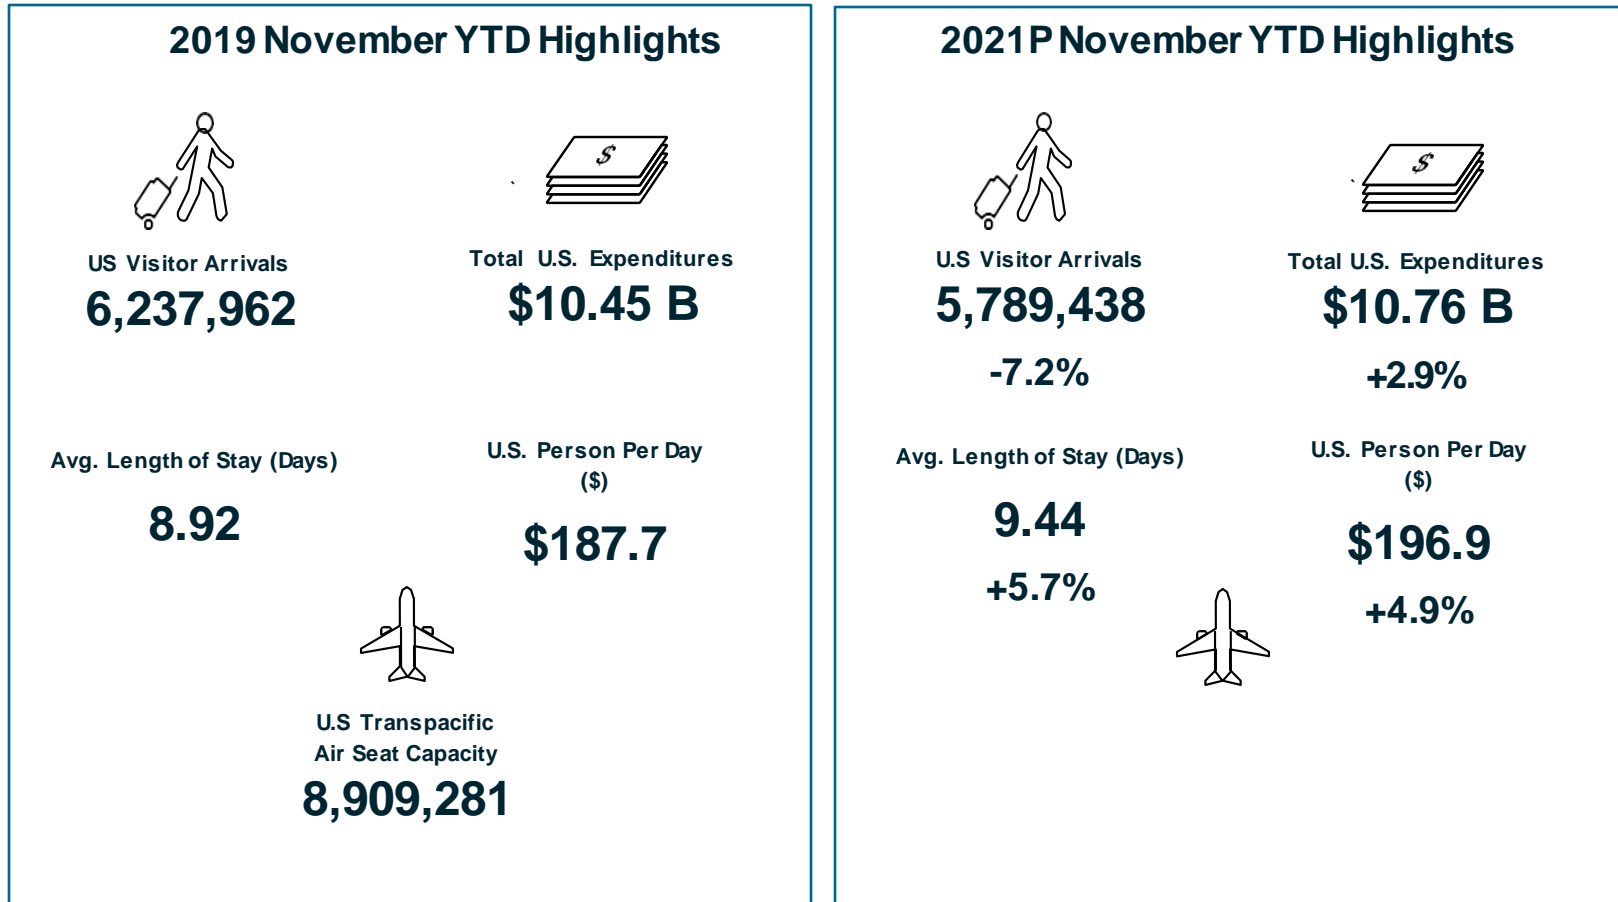 2019 November YTD Highlights
$
US Visitor Arrivals
6,237,962
Total U.S. Expenditures
$10.45 B
Avg. Length of Stay (Days)
8.92
U.S. Person Per Day
($)
$187.7
U.S Transpacific
Air Seat Capacity
8,909,281
2021P November YTD Highlights
$
U.S Visitor Arrivals
5,789,438
-7.2%
Total U.S. Expenditures
$10.76 B
+2.9%
Avg. Length of Stay (Days)
9.44
+5.7%
U.S. Person Per Day
($)
$196.9
+4.9%